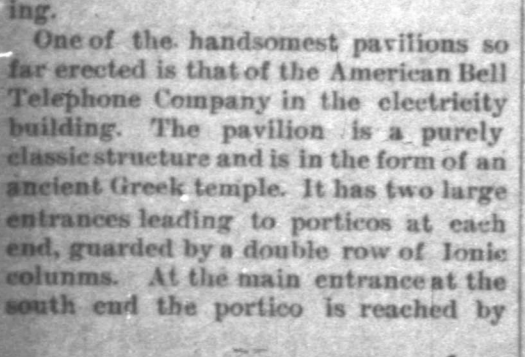 ing.
One of the handsomest pavilions so
far erected is that of the American Bell
Telephone Company in the electricity
building. The pavilion is a purely
classic structure and is in the form of an
ancient Greek temple. It has two large
entrances leading to porticos at each
end, guarded by a double row of Ionic
colunms. At the main entrance at the
south end the portico is reached by